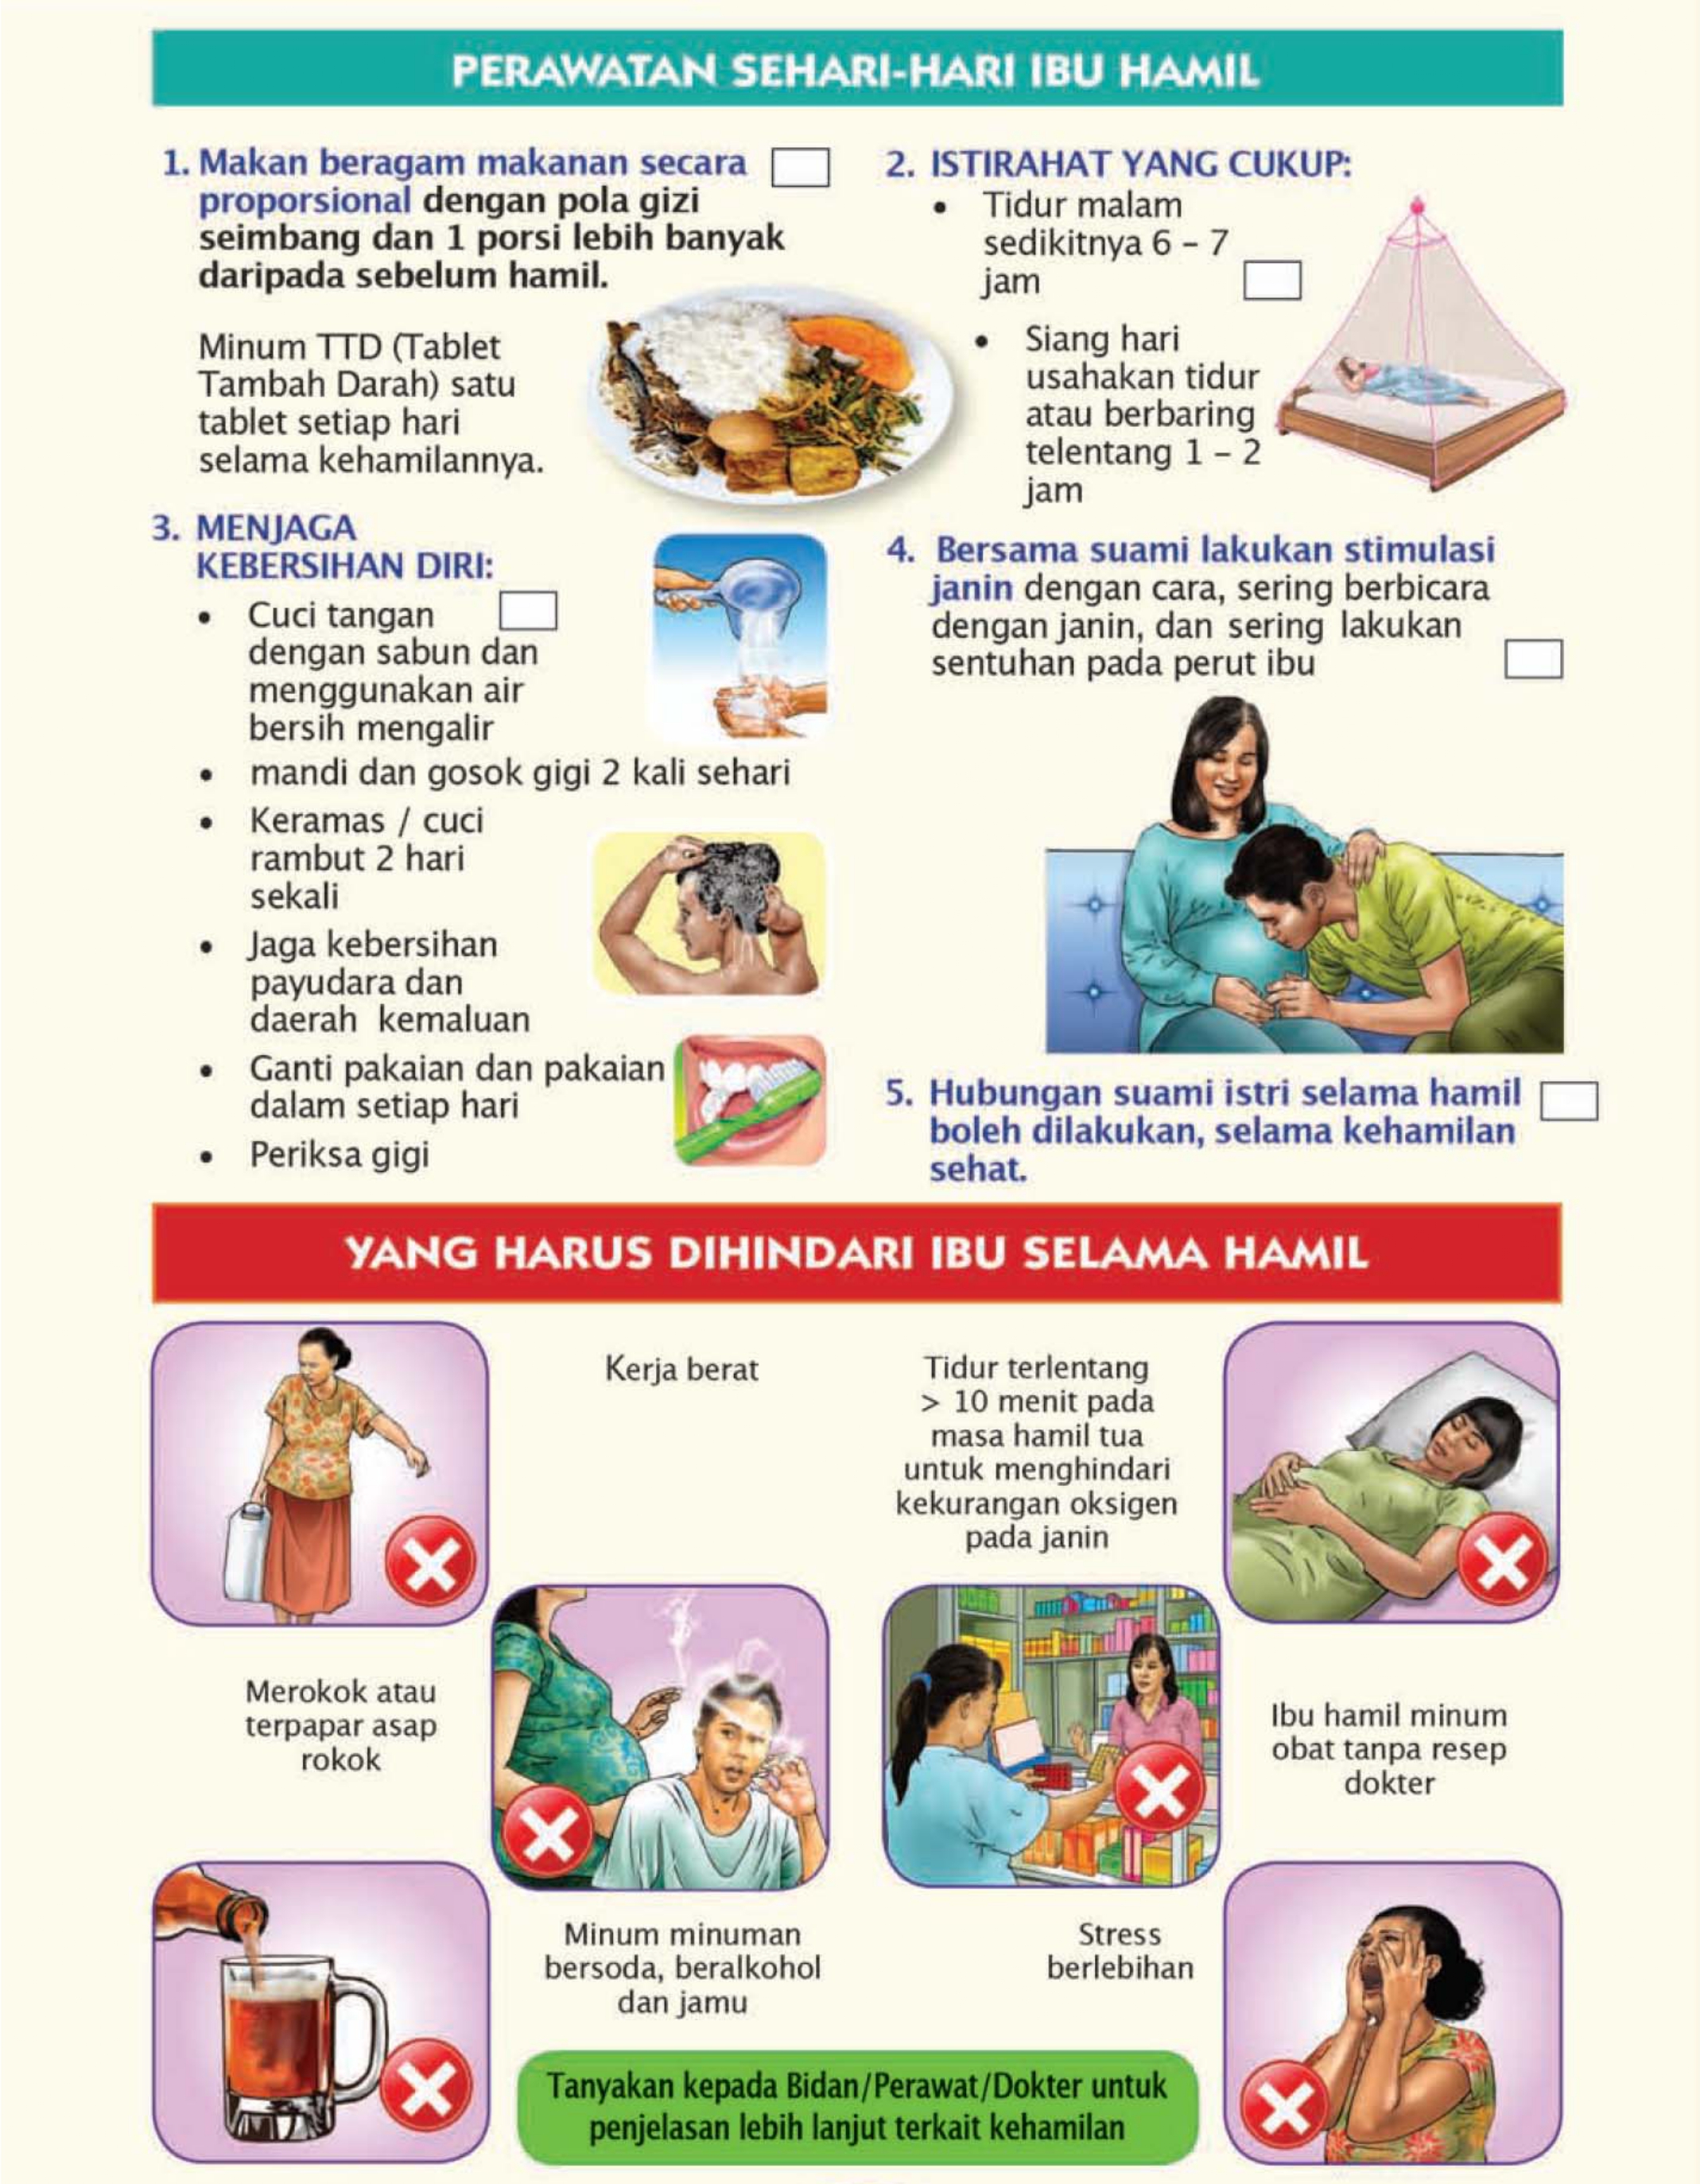 PERAWATAN SEHARI-HARI IBU HAMIL
1. Makan beragam makanan secara
proporsional dengan pola gizi
seimbang dan 1 porsi lebih banyak
daripada sebelum hamil.
Minum TTD (Tablet
Tambah Darah) satu
tablet setiap hari
selama kehamilannya.
2. ISTIRAHAT YANG CUKUP:
• Tidur malam
sedikitnya 6 – 7
jam
• Siang hari
usahakan tidur
atau berbaring
telentang 1 – 2
jam
3. MENJAGA
KEBERSIHAN DIRI:
• Cuci tangan
dengan sabun dan
menggunakan air
bersih mengalir
• mandi dan gosok gigi 2 kali sehari
• Keramas / cuci
rambut 2 hari
sekali
• Jaga kebersihan
payudara dan
daerah kemaluan
• Ganti pakaian dan pakaian
dalam setiap hari
• Periksa gigi
4. Bersama suami lakukan stimulasi
janin dengan cara, sering berbicara
dengan janin, dan sering lakukan
sentuhan pada perut ibu
5. Hubungan suami istri selama hamil
boleh dilakukan, selama kehamilan
sehat.
YANG HARUS DIHINDARI IBU SELAMA HAMIL
Kerja berat
Tidur terlentang
> 10 menit pada
masa hamil tua
untuk menghindari
kekurangan oksigen
pada janin
Merokok atau
terpapar asap
rokok
Ibu hamil minum
obat tanpa resep
dokter
Minum minuman
bersoda, beralkohol
dan jamu
Stress
berlebihan
Tanyakan kepada Bidan/Perawat/Dokter untuk
penjelasan lebih lanjut terkait kehamilan